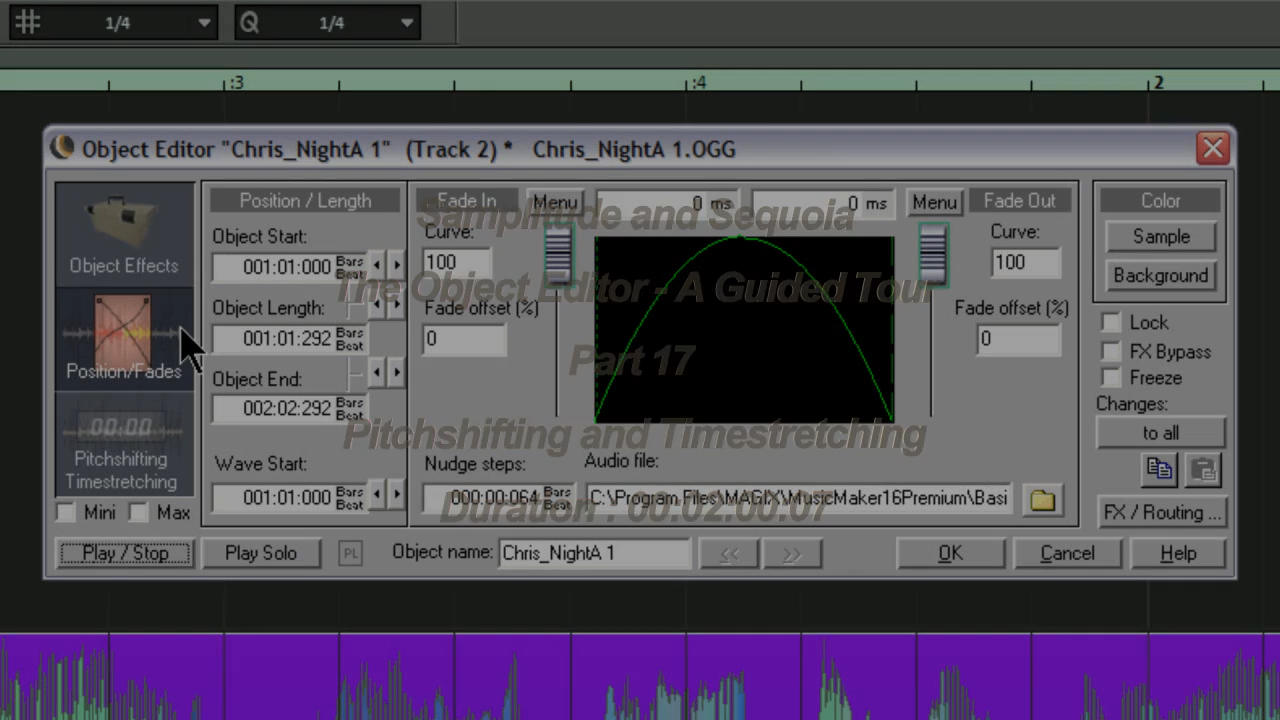 1/4
Q
1/4
:3
:4
2
Object Editor "Chris_NightA 1" (Track 2) * Chris_NightA 1.OGG
Position / Length
Fade In
Menu
0 ms
0 ms
Menu
Fade Out
Color
Samplitude and Sequoia
Object Start:
Curve:
Curve:
Sample
Object Effects
001:01:000 Bars Beat
100
100
Background
The Object Editor - A Guided Tour
Object Length:
Fade offset (%)
Fade offset (%)
Lock
001:01:292 Bars Beat
0
0
FX Bypass
Part 17
Position/Fades
Object End:
Freeze
002:02:292 Bars Beat
Changes:
00:00
Pitchshifting and Timestretching
to all
Pitchshifting
Timestretching
Wave Start:
Nudge steps:
Audio file:
001:01:000 Bars Beat
000:00:064 Bars Beat
C:\Program Files\MAGIX\MusicMaker16Premium\Basi
Duration : 00:02:00:07
Mini
Max
FX / Routing ...
Play / Stop
Play Solo
PL
Object name:
Chris_NightA 1
<<
>>
OK
Cancel
Help